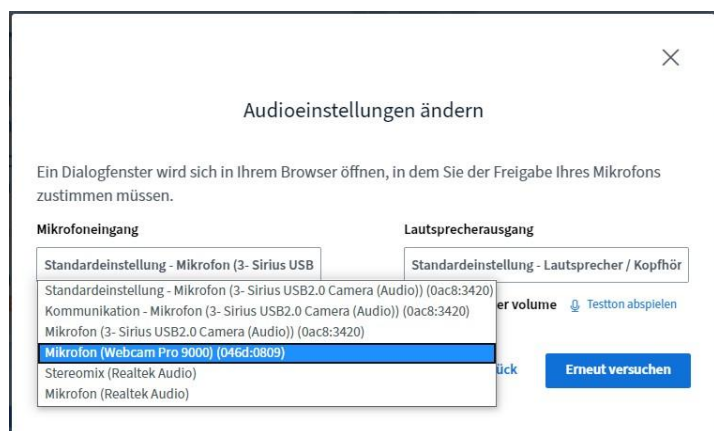 Audioeinstellungen ändern
Ein Dialogfenster wird sich in Ihrem Browser öffnen, in dem Sie der Freigabe Ihres Mikrofons
zustimmen müssen.
Mikrofoneingang
Lautsprecherausgang
Standardeinstellung - Mikrofon (3- Sirius USB
Standardeinstellung - Lautsprecher / Kopfhör
Standardeinstellung - Mikrofon (3- Sirius USB2.0 Camera (Audio)) (0ac8:3420)
Kommunikation - Mikrofon (3- Sirius USB2.0 Camera (Audio)) (0ac8:3420)
Mikrofon (3- Sirius USB2.0 Camera (Audio)) (0ac8:3420)
Mikrofon (Webcam Pro 9000) (046d:0809)
Stereomix (Realtek Audio)
Mikrofon (Realtek Audio)
er volume
Testton abspielen
ück
Erneut versuchen